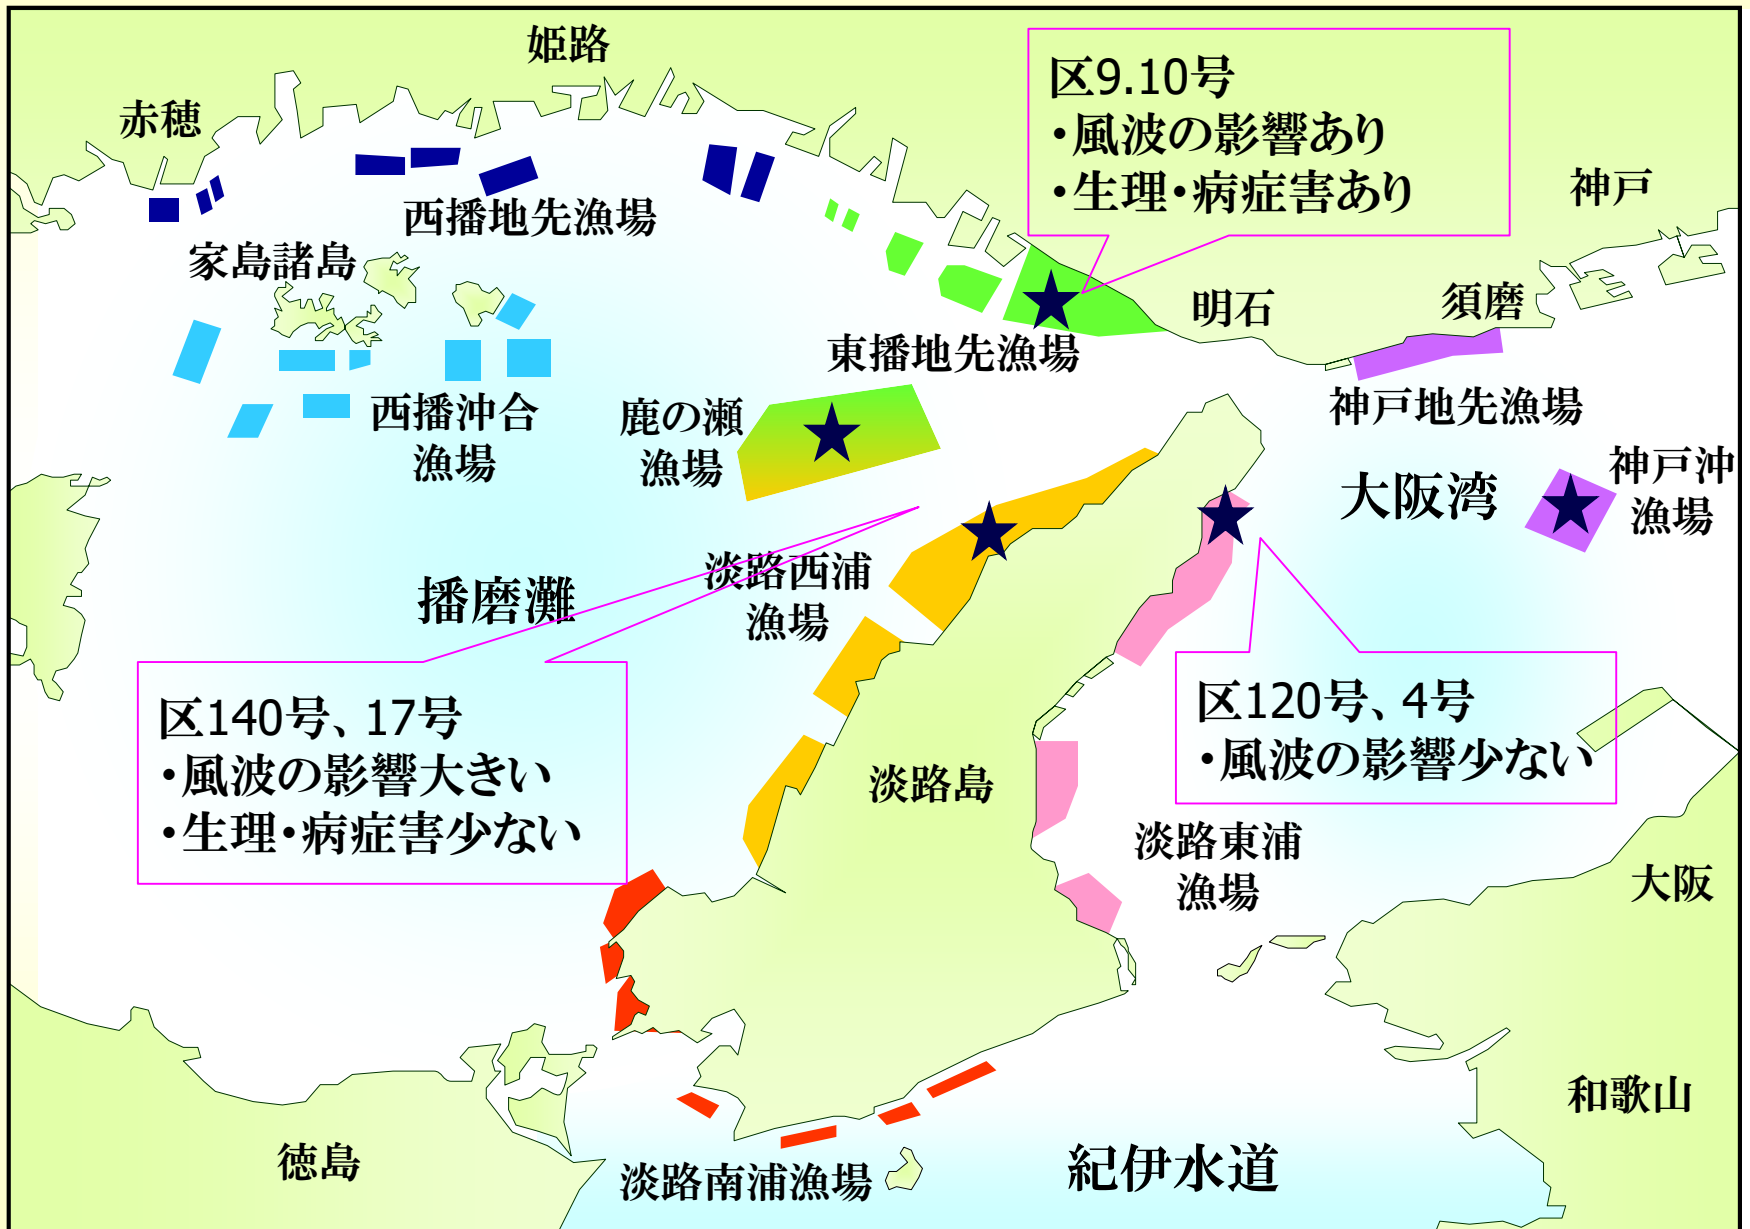 姫路
赤穂
区9.10号
・風波の影響あり
・生理・病症害あり
神戸
西播地先漁場
家島諸島
明石
須磨
東播地先漁場
西播沖合
漁場
鹿の瀬
漁場
神戸地先漁場
大阪湾
神戸沖
漁場
淡路西浦
漁場
播磨灘
区140号、17号
・風波の影響大きい
・生理・病症害少ない
区120号、4号
・風波の影響少ない
淡路島
淡路東浦
漁場
大阪
和歌山
徳島
淡路南浦漁場
紀伊水道